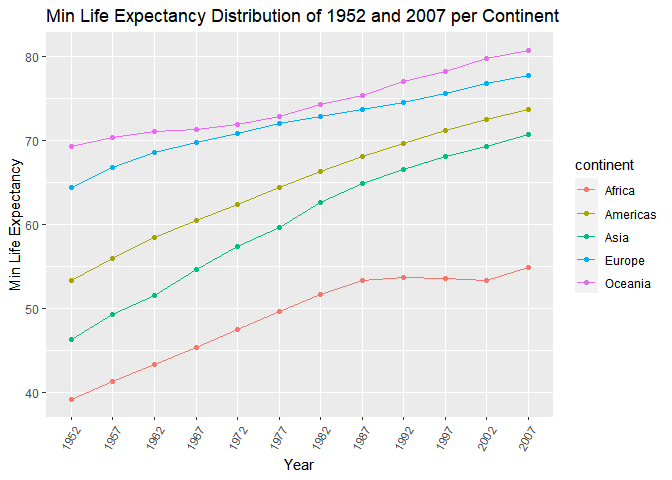 Min Life Expectancy Distribution of 1952 and 2007 per Continent
Min Life Expectancy
80
70
60
50
40
1952 1957 1962 1967 1972 1977 1982 1987 1992 1997 2002 2007
Year
continent
Africa
Americas
Asia
Europe
Oceania